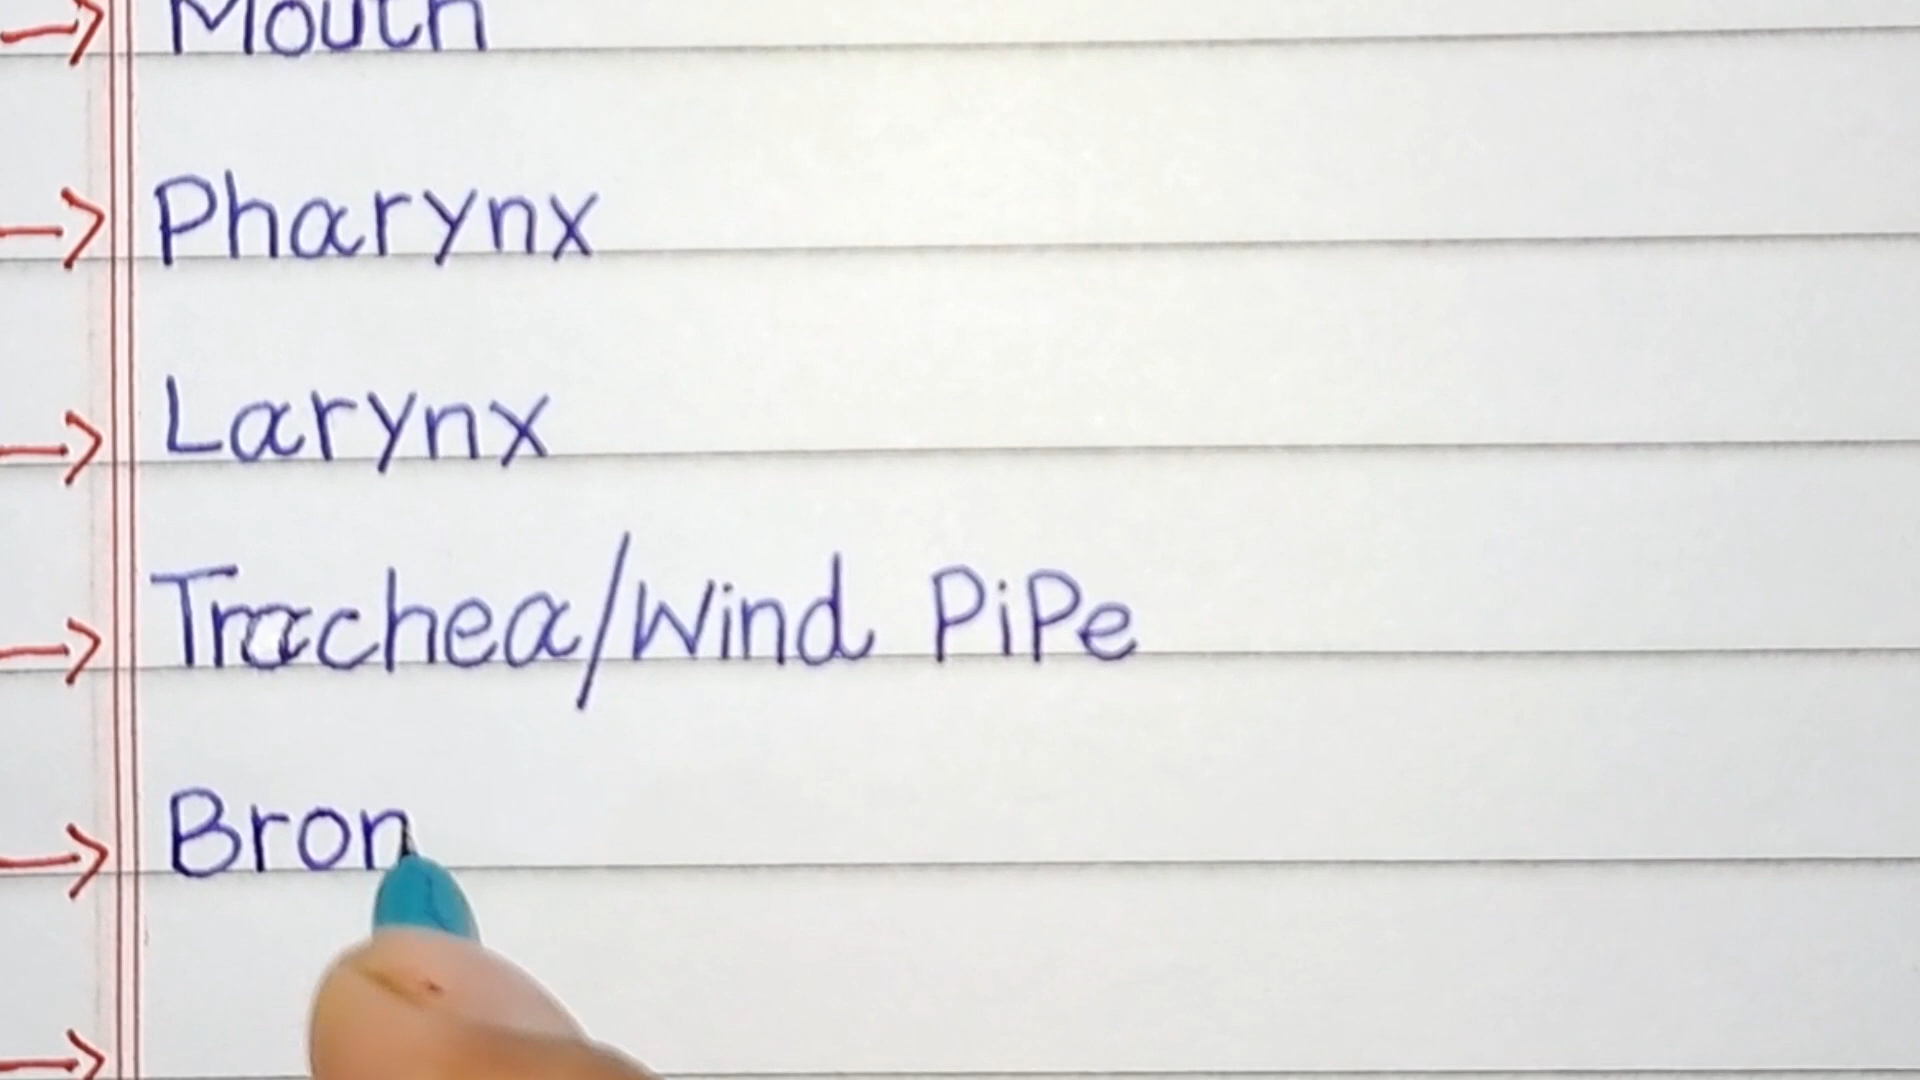 → Mouth
→ Pharynx
→ Larynx
→ Trachea/Wind PiPe
→ Bron
→